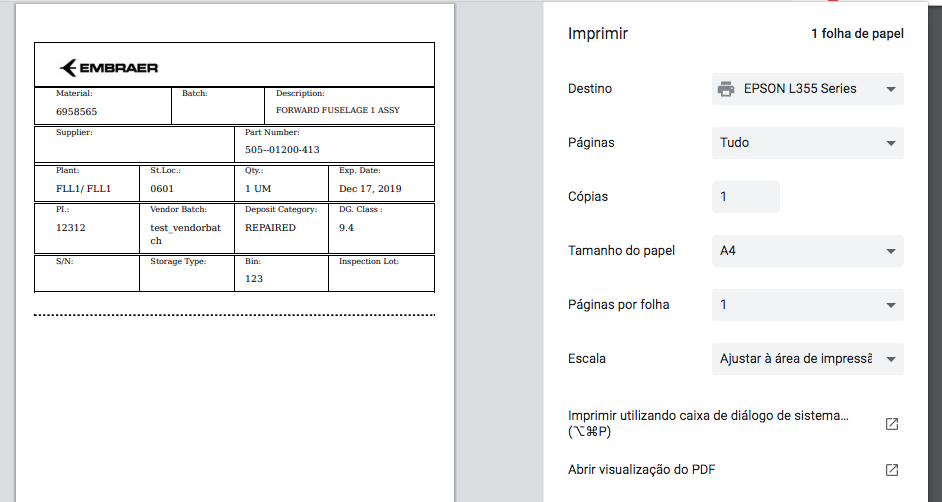 EMBRAER
Material: Batch: Description:
6958565 FORWARD FUSELAGE 1 ASSY
Supplier: Part Number:
505--01200-413
Plant: St.Loc.: Qty.: Exp. Date:
FLL1/ FLL1 0601 1 UM Dec 17, 2019
PI.: Vendor Batch: Deposit Category: DG. Class :
12312 test_vendorbat REPAIRED 9.4
ch
S/N: Storage Type: Bin: Inspection Lot:
123
Imprimir 1 folha de papel
Destino EPSON L355 Series
Páginas Tudo
Cópias 1
Tamanho do papel A4
Páginas por folha 1
Escala Ajustar à área de impressã
Imprimir utilizando caixa de diálogo de sistema…
(⌥⌘P)
Abrir visualização do PDF